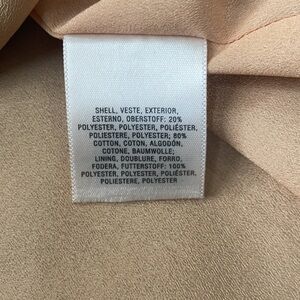 SHELL, VESTE, EXTERIOR,
ESTERNO, OBERSTOFF: 20%
POLYESTER, POLYESTER, POLIÉSTER,
POLIESTERE, POLYESTER; 80%
COTTON, COTON, ALGODÓN,
COTONE, BAUMWOLLE;
LINING, DOUBLURE, FORRO,
FODERA, FUTTERSTOFF: 100%
POLYESTER, POLYESTER, POLIÉSTER,
POLIESTERE, POLYESTER